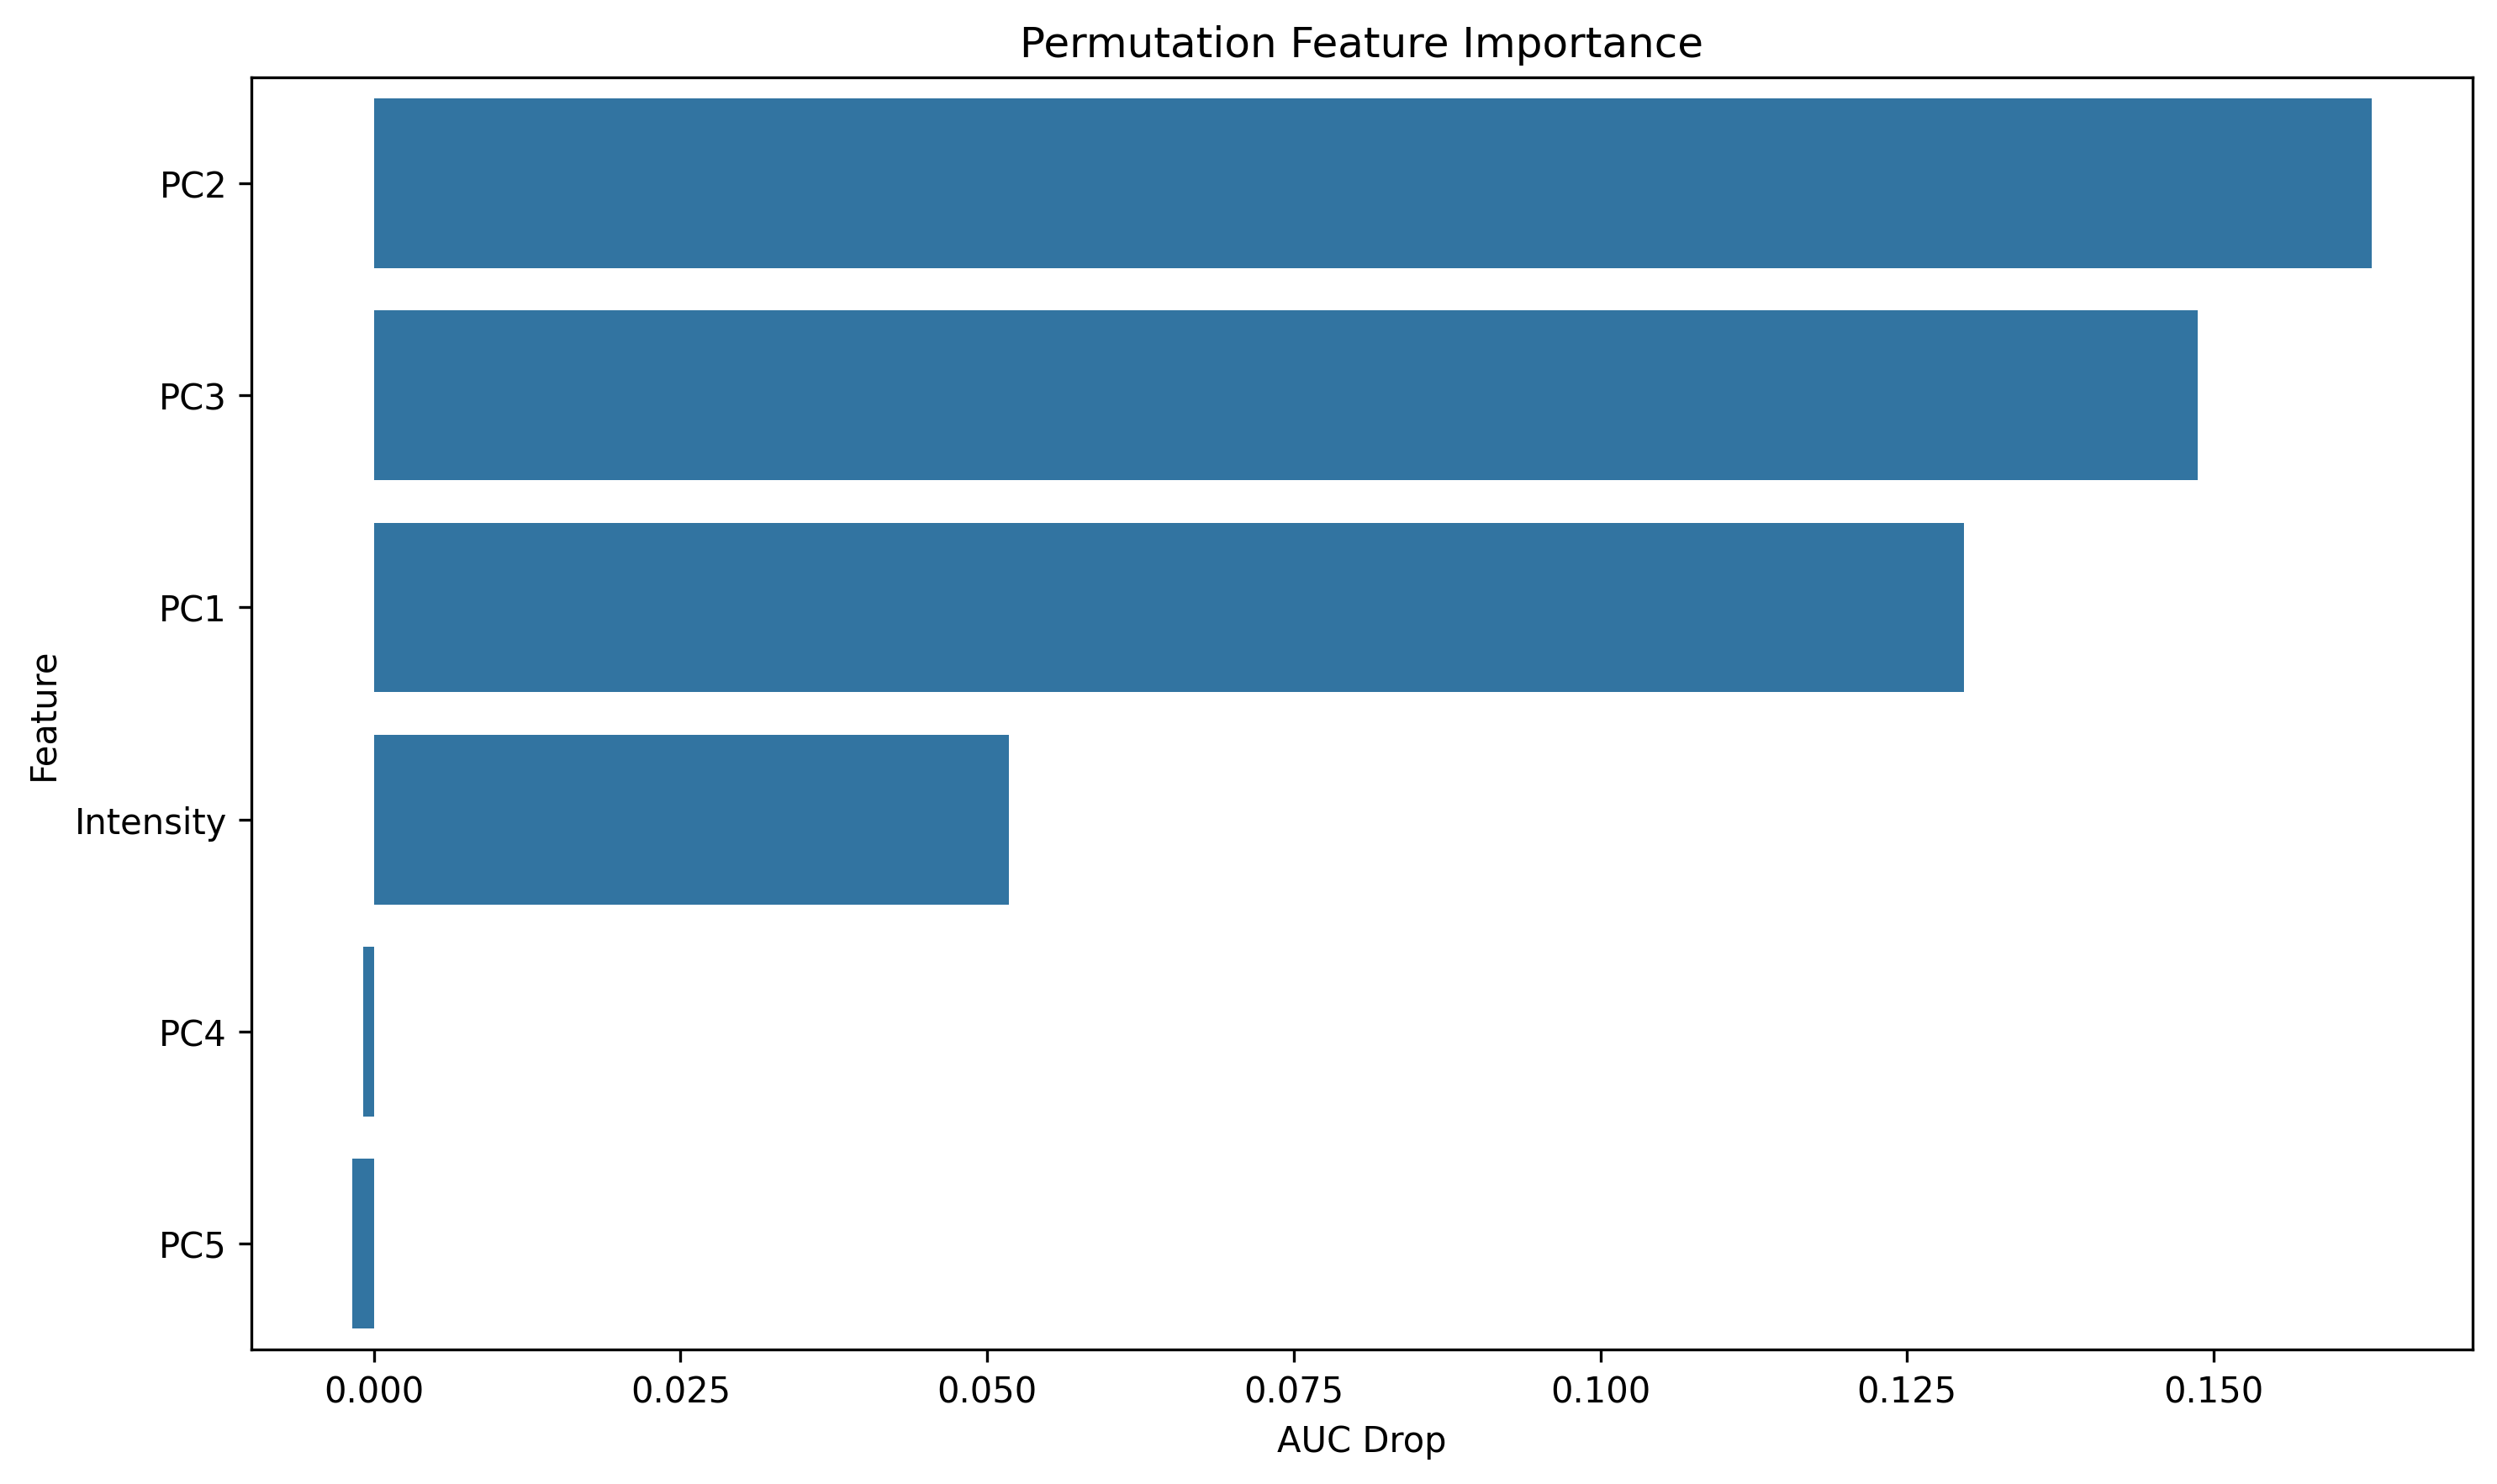 Permutation Feature Importance
PC2
PC3
PC1
Intensity
PC4
PC5
Feature
0.000 0.025 0.050 0.075 0.100 0.125 0.150
AUC Drop